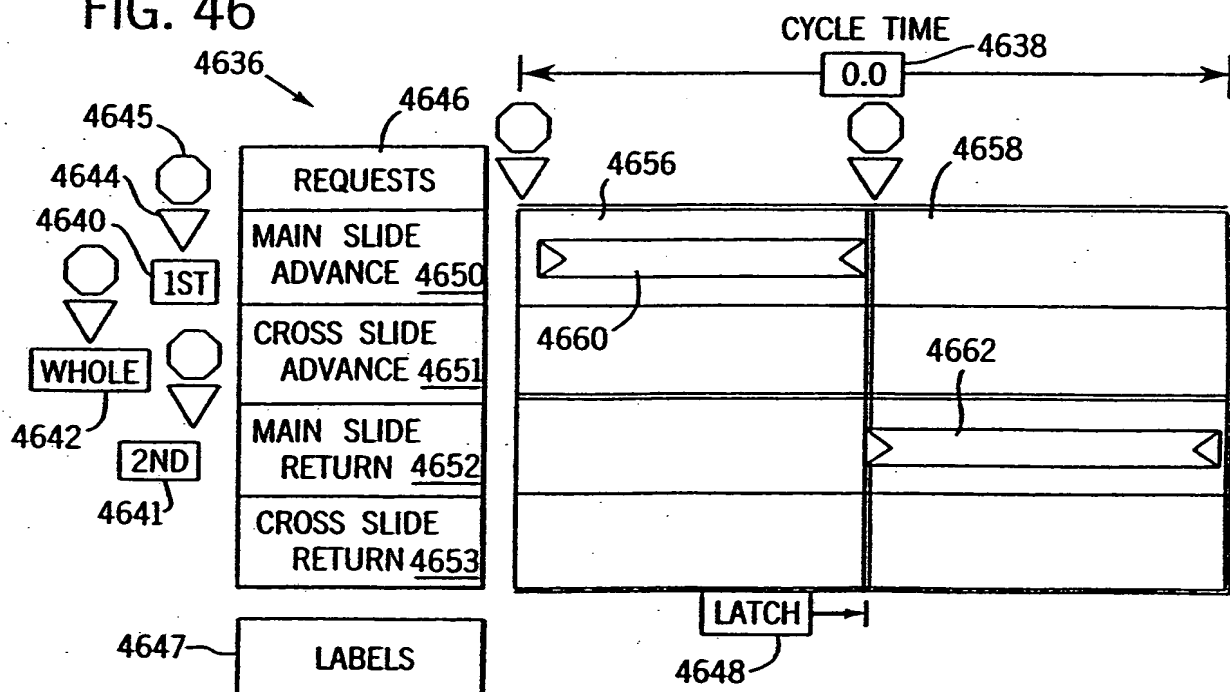 FIG. 46
CYCLE TIME
4636
4638
0.0
4646
4645
4644
4656
4658
REQUESTS
4640
MAIN SLIDE
ADVANCE 4650
1ST
CROSS SLIDE
ADVANCE 4651
4660
4662
WHOLE
4642
MAIN SLIDE
RETURN 4652
2ND
4641
CROSS SLIDE
RETURN 4653
LATCH
4647
LABELS
4648